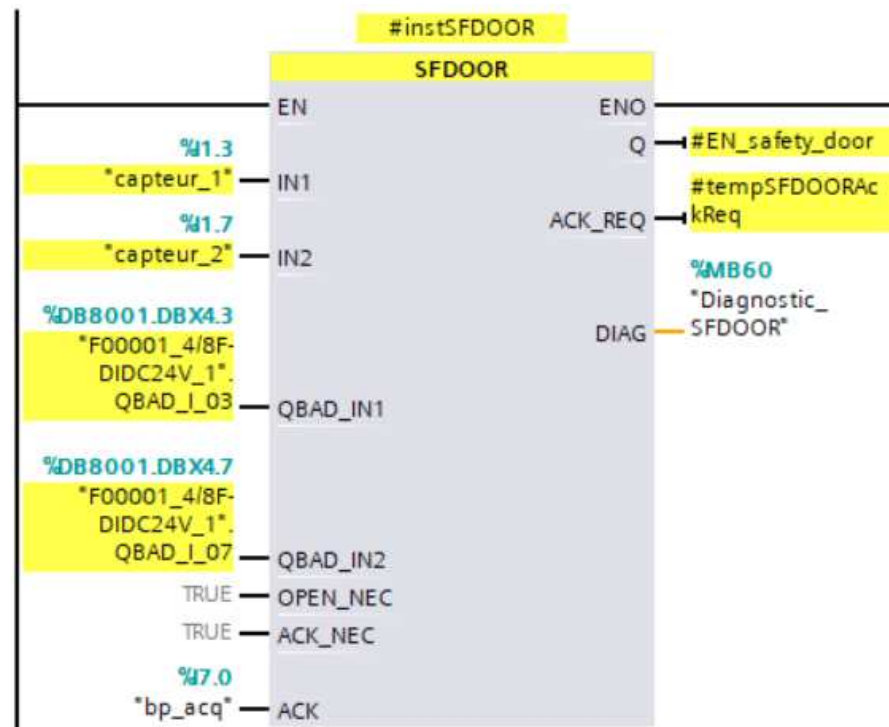 #instSFDOOR
SFDOOR
EN
ENO
Q
#EN_safety_door
%I1.3
"capteur_1"
IN1
ACK_REQ
#tempSFDOORAc
kReq
%I1.7
"capteur_2"
IN2
%MB60
"Diagnostic_
SFDOOR"
DIAG
%DB8001.DBX4.3
"F00001_4/8F-
DIDC24V_1".
QBAD_I_03
QBAD_IN1
%DB8001.DBX4.7
"F00001_4/8F-
DIDC24V_1".
QBAD_I_07
QBAD_IN2
TRUE
OPEN_NEC
TRUE
ACK_NEC
%I7.0
"bp_acq"
ACK